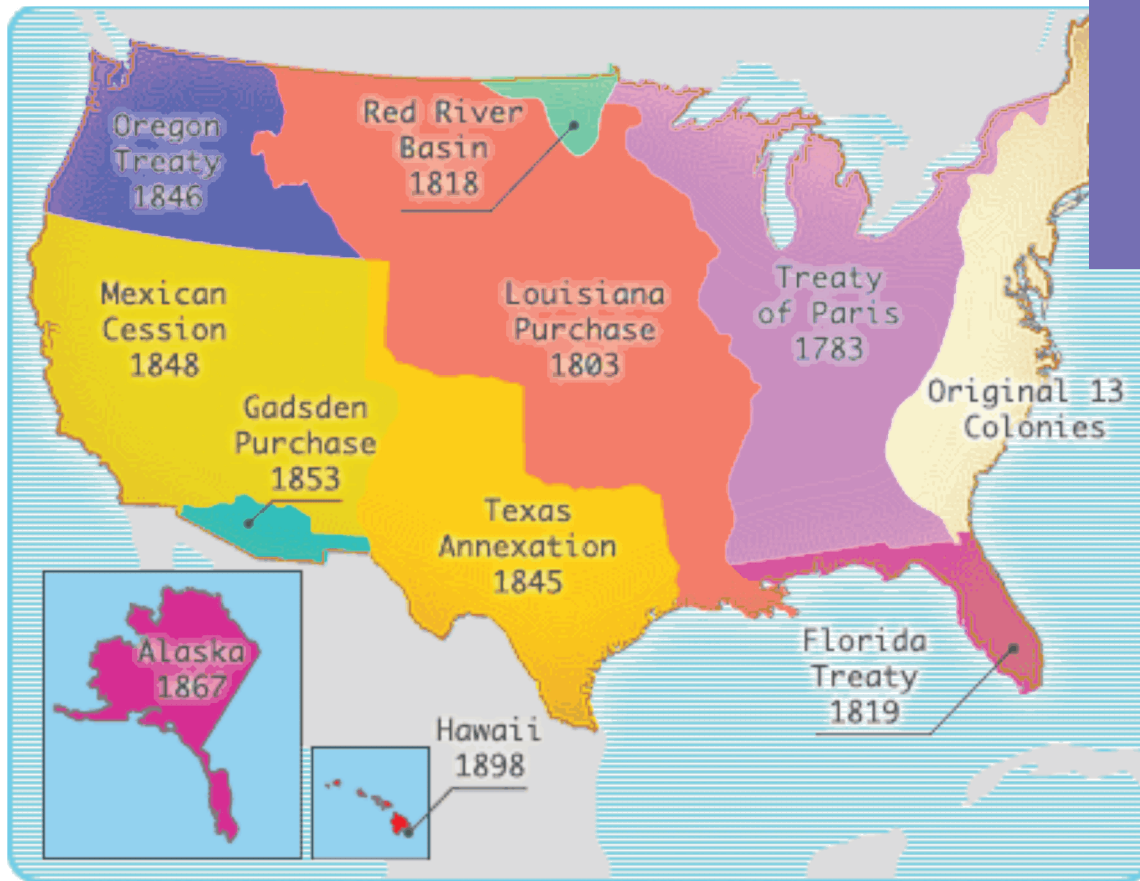 Oregon
Treaty
1846
Red River
Basin
1818
Mexican
Cession
1848
Louisiana
Purchase
1803
Treaty
of Paris
1783
Original 13
Colonies
Gadsden
Purchase
1853
Texas
Annexation
1845
Florida
Treaty
1819
Alaska
1867
Hawaii
1898